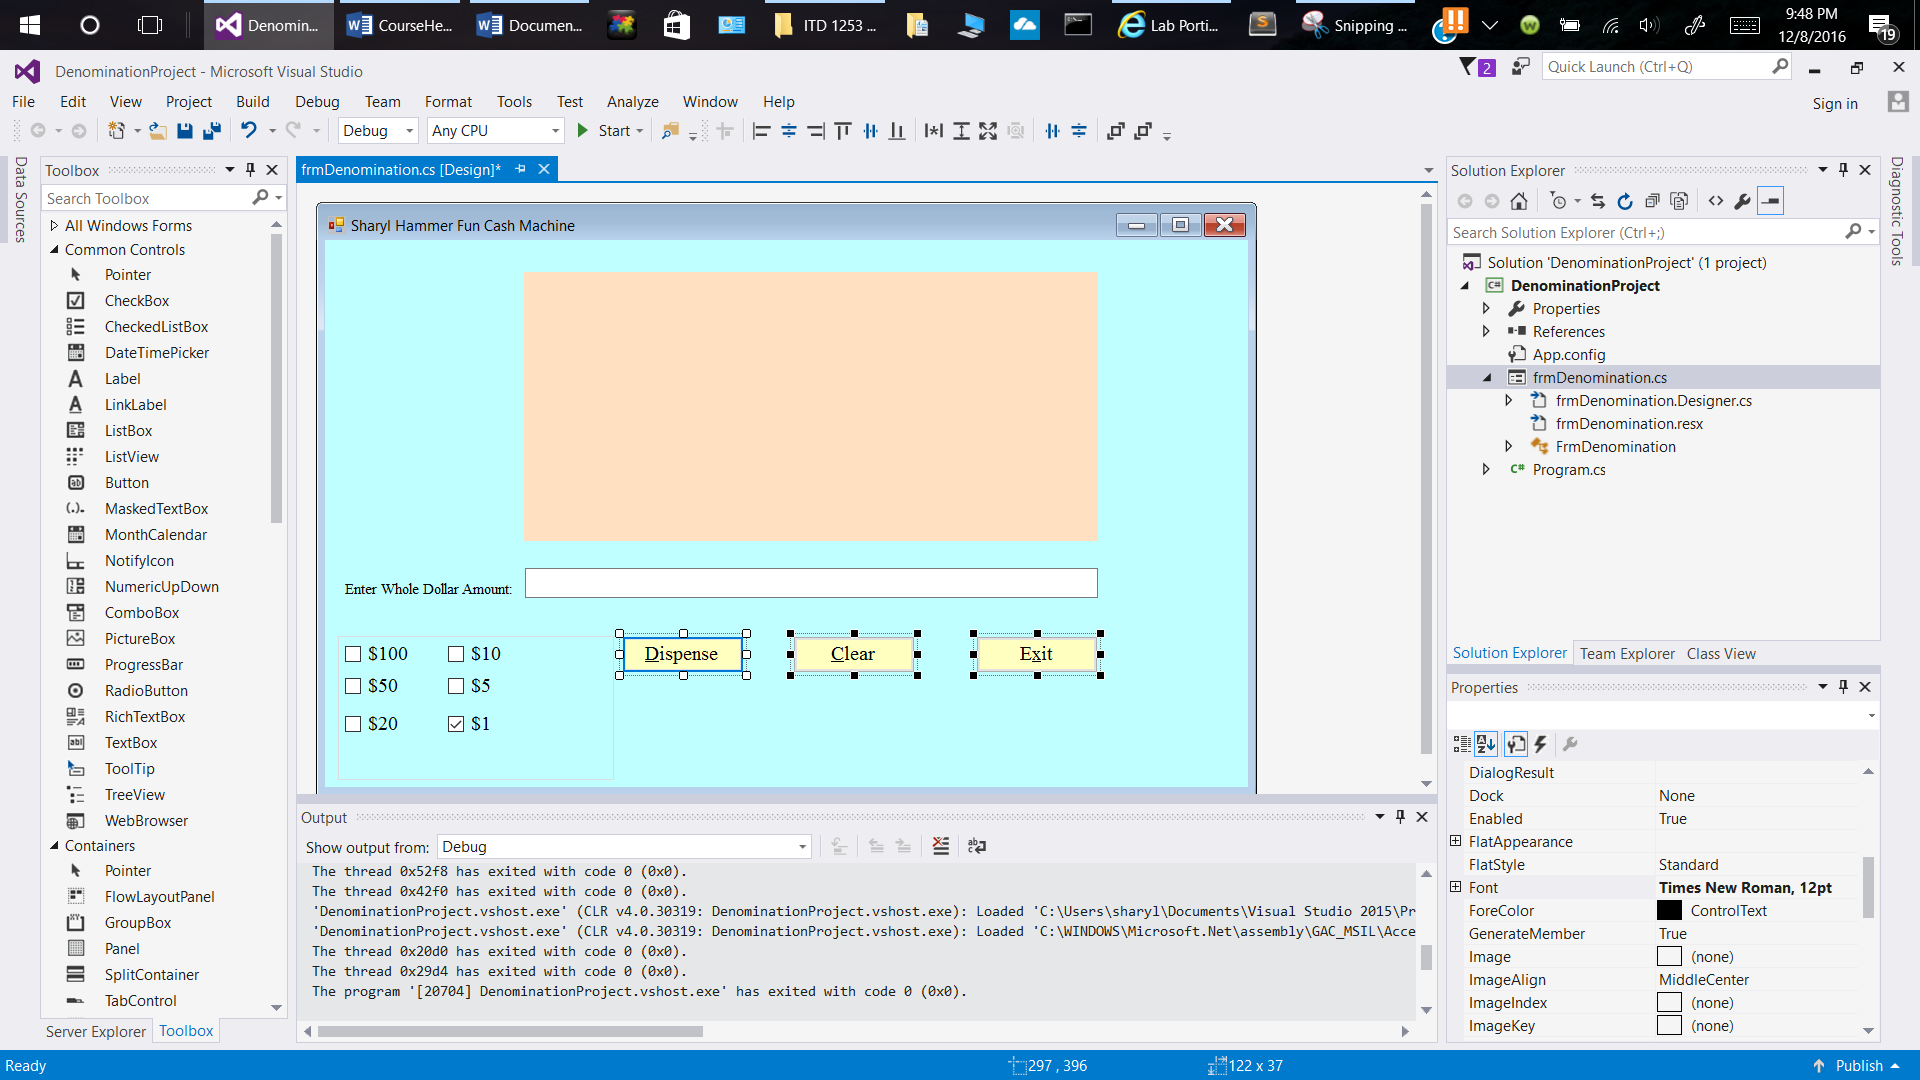 Denomin...
CourseHe...
Documen...
ITD 1253 ...
Lab Porti...
Snipping ...
9:48 PM
12/8/2016
19
DenominationProject - Microsoft Visual Studio
2
Quick Launch (Ctrl+Q)
File Edit View Project Build Debug Team Format Tools Test Analyze Window Help
Sign in
Debug
Any CPU
Start
Data Sources
Toolbox
Search Toolbox
All Windows Forms
Common Controls
Pointer
CheckBox
CheckedListBox
DateTimePicker
Label
LinkLabel
ListBox
ListView
Button
MaskedTextBox
MonthCalendar
NotifyIcon
NumericUpDown
ComboBox
PictureBox
ProgressBar
RadioButton
RichTextBox
TextBox
ToolTip
TreeView
WebBrowser
Containers
Pointer
FlowLayoutPanel
GroupBox
Panel
SplitContainer
TabControl
Server Explorer Toolbox
frmDenomination.cs [Design]*
Sharyl Hammer Fun Cash Machine
Enter Whole Dollar Amount:
$100 $10
$50 $5
$20 $1
Dispense Clear Exit
Output
Show output from: Debug
The thread 0x52f8 has exited with code 0 (0x0).
The thread 0x42f0 has exited with code 0 (0x0).
'DenominationProject.vshost.exe' (CLR v4.0.30319: DenominationProject.vshost.exe): Loaded 'C:\Users\sharyl\Documents\Visual Studio 2015\Pr
'DenominationProject.vshost.exe' (CLR v4.0.30319: DenominationProject.vshost.exe): Loaded 'C:\WINDOWS\Microsoft.Net\assembly\GAC_MSIL\Acce
The thread 0x20d0 has exited with code 0 (0x0).
The thread 0x29d4 has exited with code 0 (0x0).
The program '[20704] DenominationProject.vshost.exe' has exited with code 0 (0x0).
Solution Explorer
Search Solution Explorer (Ctrl+;)
Solution 'DenominationProject' (1 project)
DenominationProject
Properties
References
App.config
frmDenomination.cs
frmDenomination.Designer.cs
frmDenomination.resx
FrmDenomination
Program.cs
Solution Explorer Team Explorer Class View
Diagnostic Tools
Properties
DialogResult
Dock None
Enabled True
FlatAppearance
FlatStyle Standard
Font Times New Roman, 12pt
ForeColor ControlText
GenerateMember True
Image (none)
ImageAlign MiddleCenter
ImageIndex (none)
ImageKey (none)
Ready
297 , 396
122 x 37
Publish